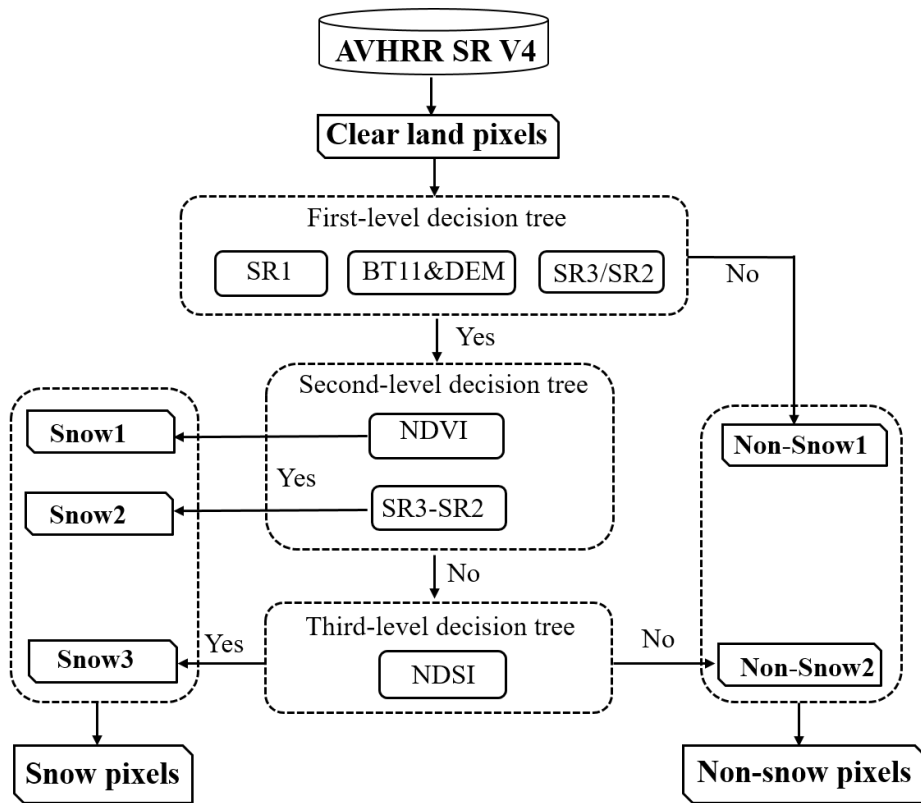 AVHRR SR V4
Clear land pixels
First-level decision tree
SR1
BT11&DEM
SR3/SR2
No
Yes
Second-level decision tree
Snow1
NDVI
Non-Snow1
Yes
Snow2
SR3-SR2
No
Third-level decision tree
Snow3
Yes
NDSI
No
Non-Snow2
Snow pixels
Non-snow pixels